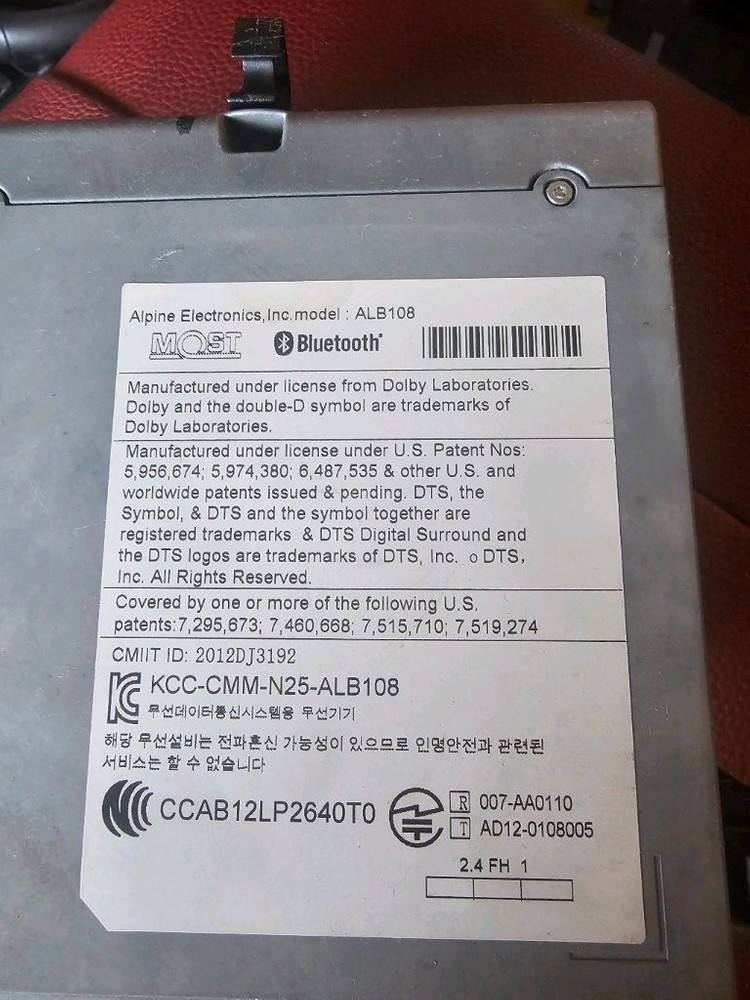 Alpine Electronics,Inc.model : ALB108
MOST Bluetooth
Manufactured under license from Dolby Laboratories.
Dolby and the double-D symbol are trademarks of
Dolby Laboratories.
Manufactured under license under U.S. Patent Nos:
5,956,674; 5,974,380; 6,487,535 & other U.S. and
worldwide patents issued & pending. DTS, the
Symbol, & DTS and the symbol together are
registered trademarks & DTS Digital Surround and
the DTS logos are trademarks of DTS, Inc. o DTS,
Inc. All Rights Reserved.
Covered by one or more of the following U.S.
patents:7,295,673; 7,460,668; 7,515,710; 7,519,274
CMIIT ID: 2012DJ3192
KCC-CMM-N25-ALB108
무선데이터통신시스템용 무선기기
해당 무선설비는 전파혼신 가능성이 있으므로 인명안전과 관련된
서비스는 할 수 없습니다
CCAB12LP2640T0
R 007-AA0110
T AD12-0108005
2.4 FH 1